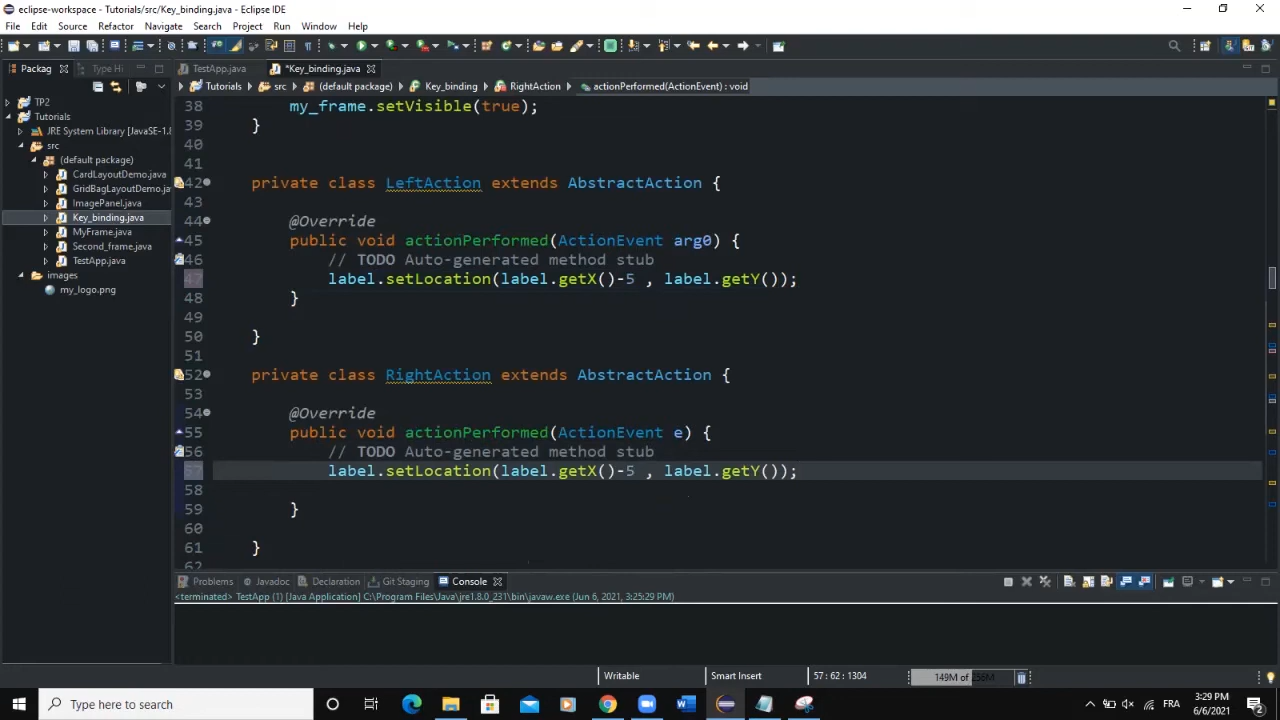 eclipse-workspace - Tutorials/src/Key_binding.java - Eclipse IDE
File Edit Source Refactor Navigate Search Project Run Window Help
Packag Type Hi TestApp.java *Key_binding.java
Tutorials src (default package) Key_binding RightAction actionPerformed(ActionEvent) : void
TP2
Tutorials
JRE System Library [JavaSE-1.8
src
(default package)
CardLayoutDemo.java
GridBagLayoutDemo.ja
ImagePanel.java
Key_binding.java
MyFrame.java
Second_frame.java
TestApp.java
images
my_logo.png
38 my_frame.setVisible(true);
39 }
40
41
42 private class LeftAction extends AbstractAction {
43
44 @Override
45 public void actionPerformed(ActionEvent arg0) {
46 // TODO Auto-generated method stub
47 label.setLocation(label.getX()-5 , label.getY());
48 }
49
50 }
51
52 private class RightAction extends AbstractAction {
53
54 @Override
55 public void actionPerformed(ActionEvent e) {
56 // TODO Auto-generated method stub
57 label.setLocation(label.getX()-5 , label.getY());
58
59 }
60
61 }
62
Problems Javadoc Declaration Git Staging Console
<terminated> TestApp (1) [Java Application] C:\Program Files\Java\jre1.8.0_231\bin\javaw.exe (Jun 6, 2021, 3:25:29 PM)
Writable Smart Insert 57 : 62 : 1304 149M of 256M
Type here to search
FRA 3:29 PM
6/6/2021
2